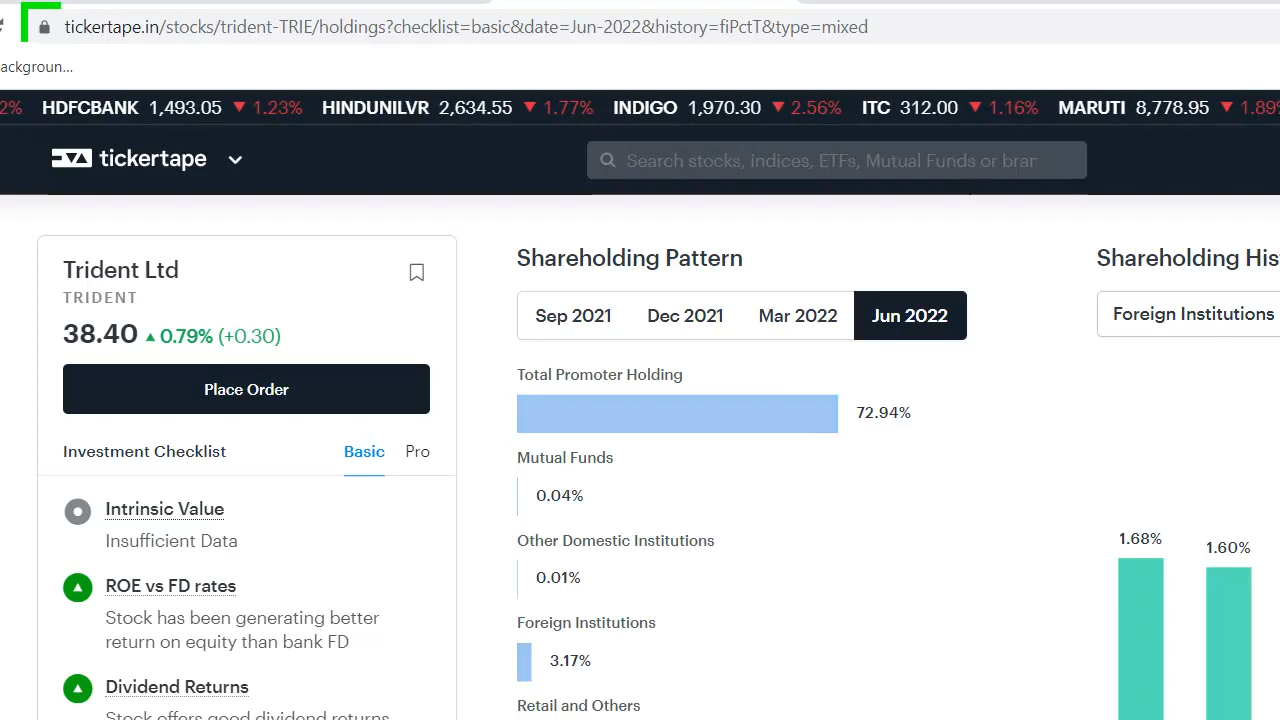 tickertape.in/stocks/trident-TRIE/holdings?checklist=basic&date=Jun-2022&history=fiPctT&type=mixed
ackgroun...
2% HDFCBANK 1,493.05 ▼ 1.23% HINDUNILVR 2,634.55 ▼ 1.77% INDIGO 1,970.30 ▼ 2.56% ITC 312.00 ▼ 1.16% MARUTI 8,778.95 ▼ 1.89%
tickertape
Search stocks, indices, ETFs, Mutual Funds or bran
Trident Ltd
TRIDENT
38.40 ▲ 0.79% (+0.30)
Place Order
Investment Checklist Basic Pro
Intrinsic Value
Insufficient Data
ROE vs FD rates
Stock has been generating better
return on equity than bank FD
Dividend Returns
Stock offers good dividend returns
Shareholding Pattern
Sep 2021 Dec 2021 Mar 2022 Jun 2022
Total Promoter Holding
72.94%
Mutual Funds
0.04%
Other Domestic Institutions
0.01%
Foreign Institutions
3.17%
Retail and Others
Shareholding His
Foreign Institutions
1.68%
1.60%